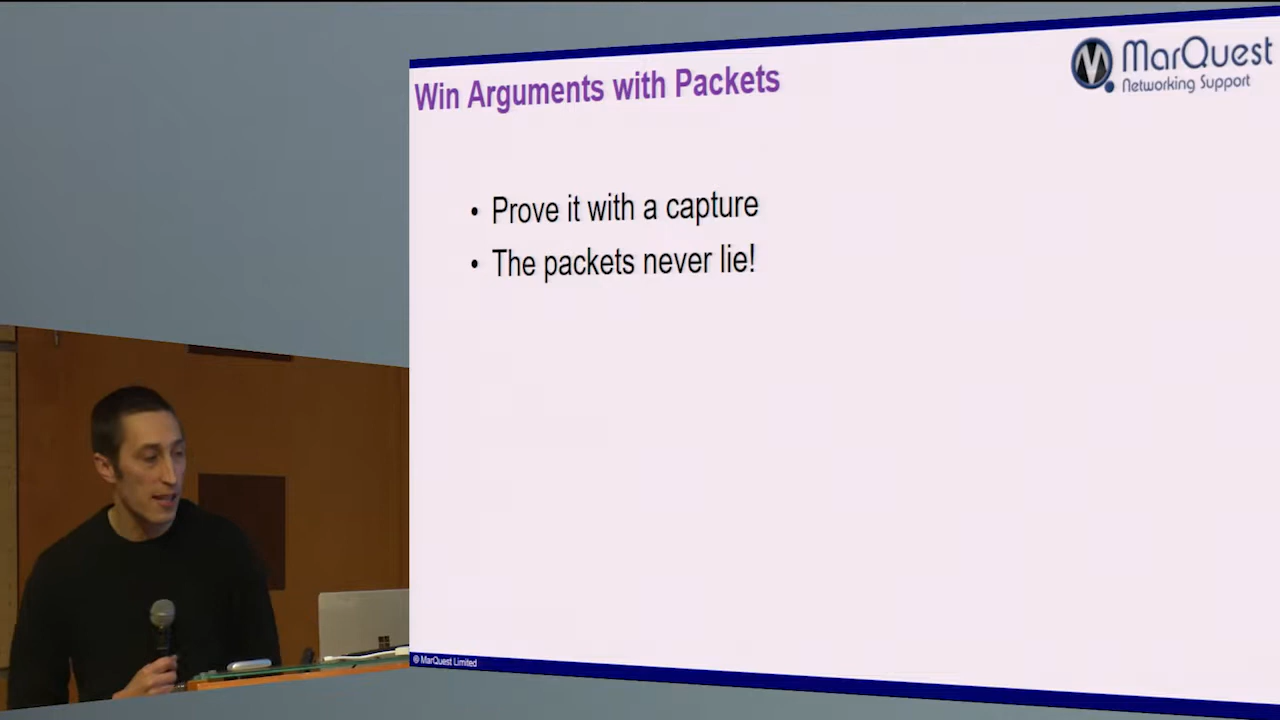 Win Arguments with Packets
MarQuest
Networking Support
• Prove it with a capture
• The packets never lie!
© MarQuest Limited